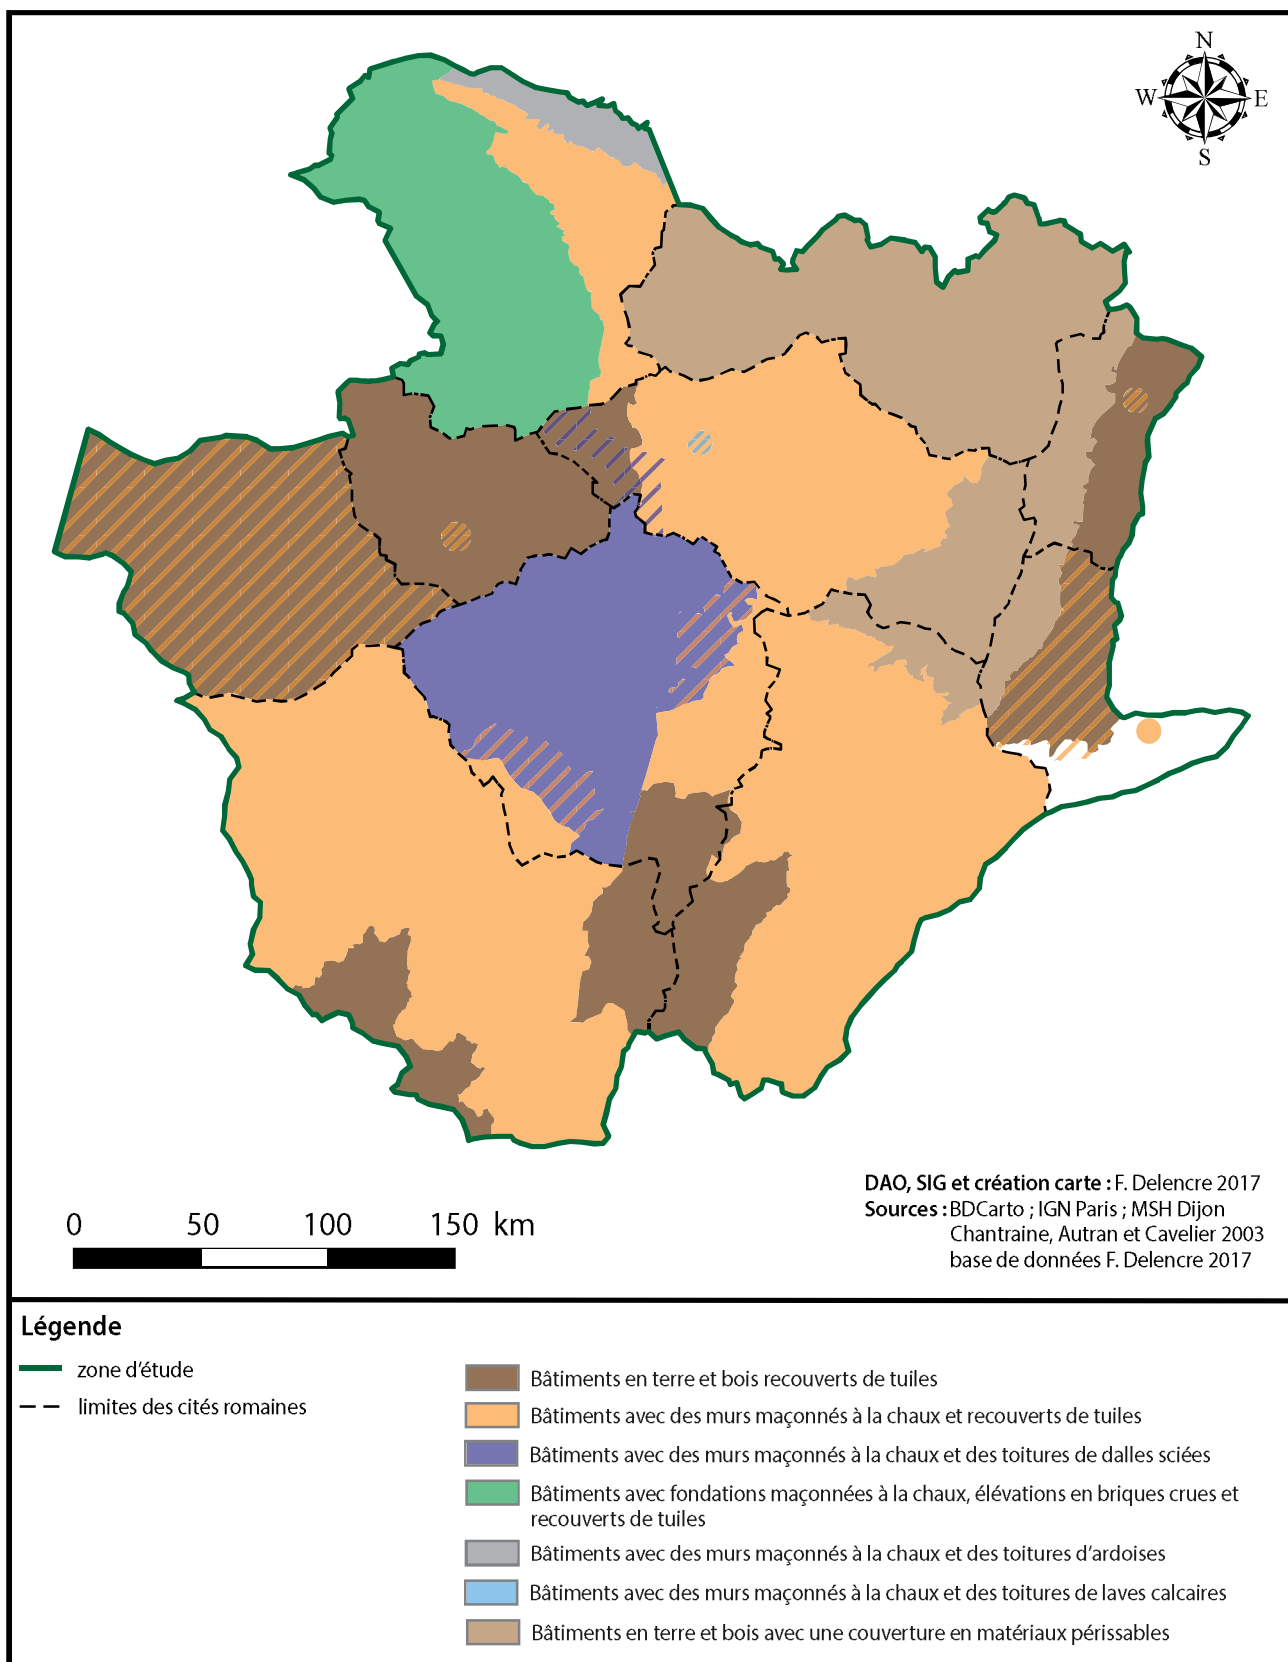 N
W E
S
DAO, SIG et création carte : F. Delencre 2017
Sources : BDCarto ; IGN Paris ; MSH Dijon
Chantraine, Autran et Cavelier 2003
base de données F. Delencre 2017
0 50 100 150 km
Légende
zone d'étude
limites des cités romaines
Bâtiments en terre et bois recouverts de tuiles
Bâtiments avec des murs maçonnés à la chaux et recouverts de tuiles
Bâtiments avec des murs maçonnés à la chaux et des toitures de dalles sciées
Bâtiments avec fondations maçonnées à la chaux, élévations en briques crues et
recouverts de tuiles
Bâtiments avec des murs maçonnés à la chaux et des toitures d'ardoises
Bâtiments avec des murs maçonnés à la chaux et des toitures de laves calcaires
Bâtiments en terre et bois avec une couverture en matériaux périssables